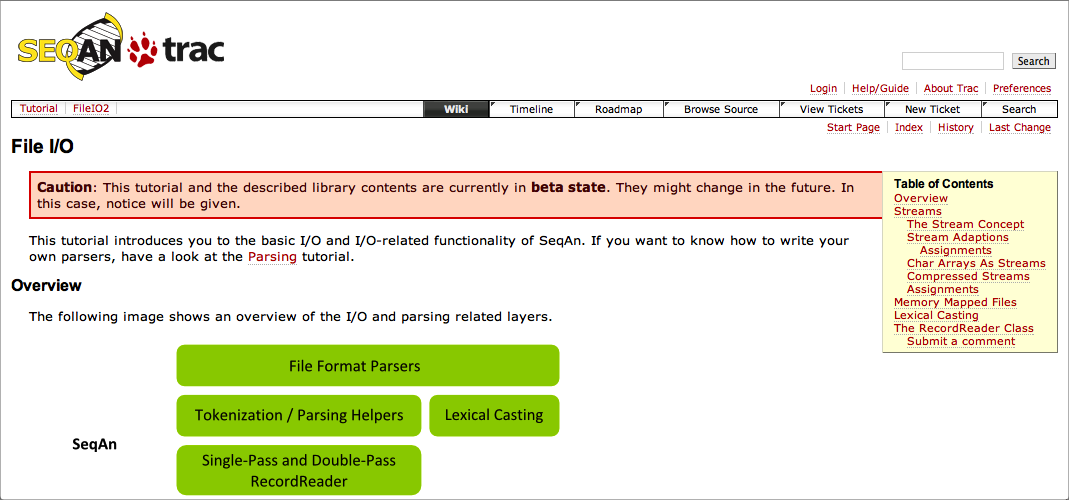 SEQAN trac
Search
Login Help/Guide About Trac Preferences
Tutorial FileIO2 Wiki Timeline Roadmap Browse Source View Tickets New Ticket Search
Start Page Index History Last Change
File I/O
Caution: This tutorial and the described library contents are currently in beta state. They might change in the future. In
this case, notice will be given.
Table of Contents
Overview
Streams
The Stream Concept
Stream Adaptions
Assignments
Char Arrays As Streams
Compressed Streams
Assignments
Memory Mapped Files
Lexical Casting
The RecordReader Class
Submit a comment
This tutorial introduces you to the basic I/O and I/O-related functionality of SeqAn. If you want to know how to write your
own parsers, have a look at the Parsing tutorial.
Overview
The following image shows an overview of the I/O and parsing related layers.
File Format Parsers
Tokenization / Parsing Helpers Lexical Casting
SeqAn
Single-Pass and Double-Pass
RecordReader